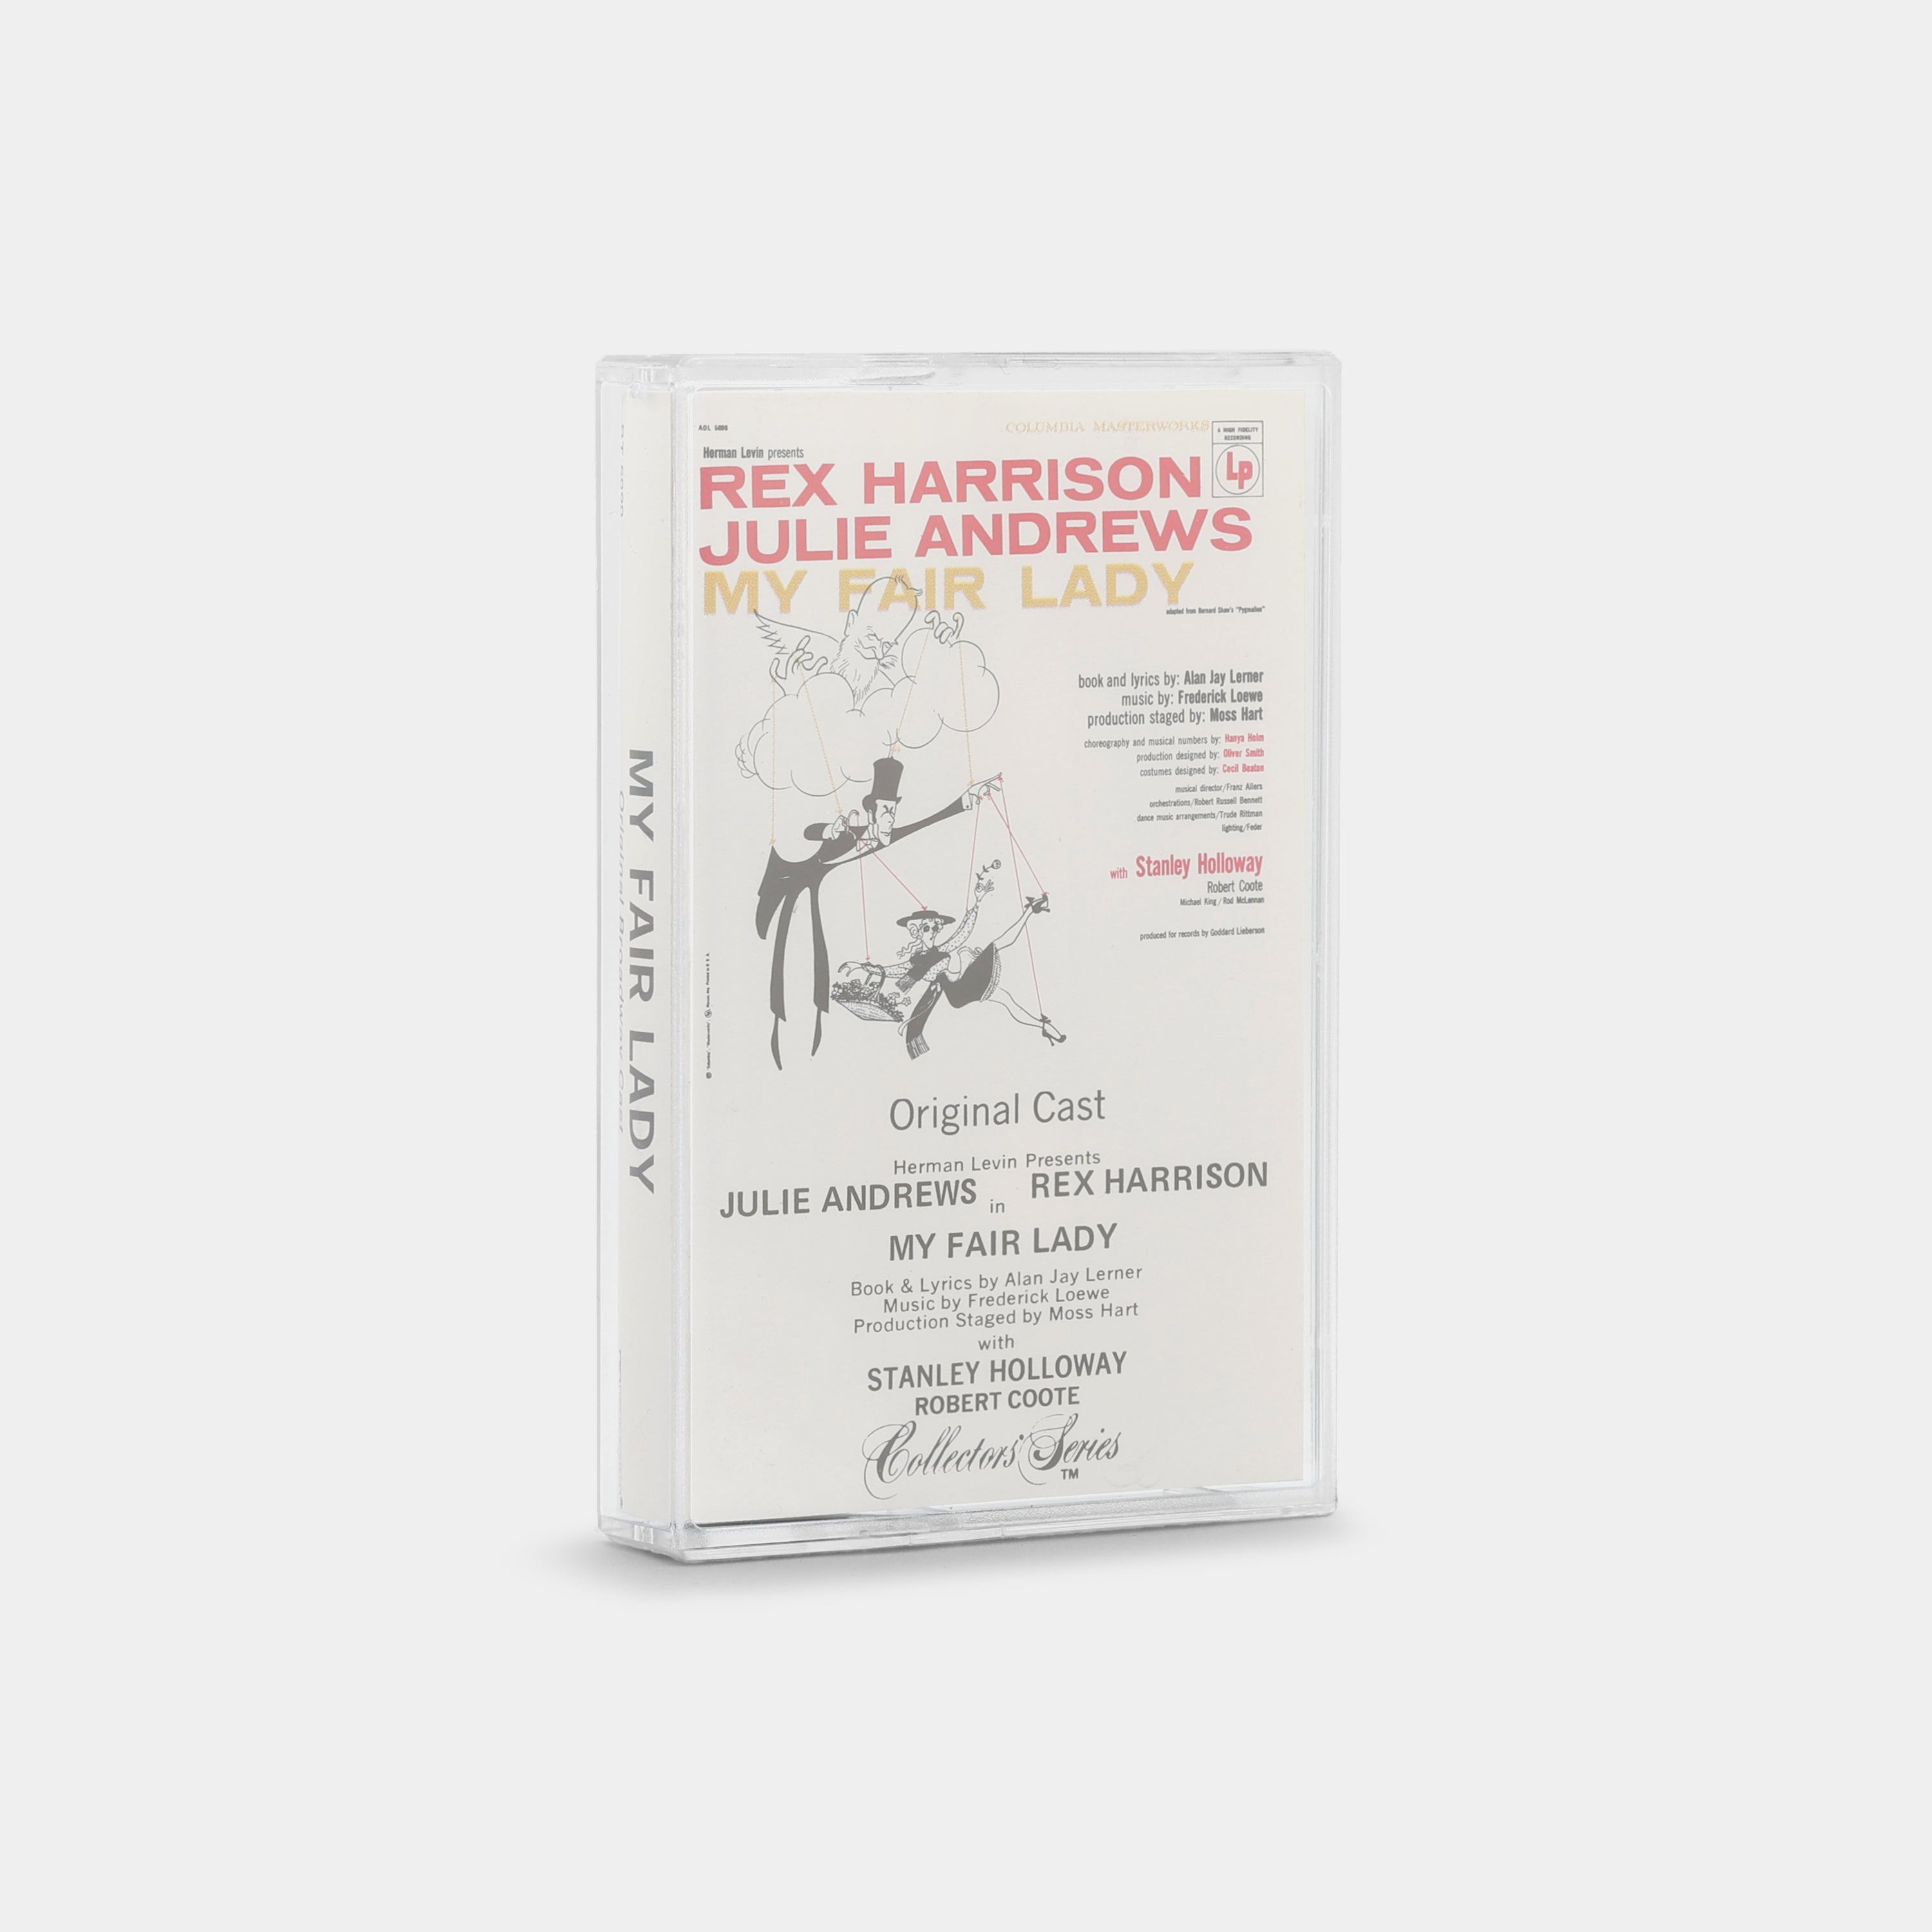 AOL 5090
COLUMBIA MASTERWORKS
A HIGH FIDELITY
RECORDING
Lp
Herman Levin presents
REX HARRISON
JULIE ANDREWS
MY FAIR LADY
adapted from Bernard Shaw's "Pygmalion"
book and lyrics by: Alan Jay Lerner
music by: Frederick Loewe
production staged by: Moss Hart
choreography and musical numbers by: Hanya Holm
production designed by: Oliver Smith
costumes designed by: Cecil Beaton
musical director/Franz Allers
orchestrations/Robert Russell Bennett
dance music arrangements/Trude Rittman
lighting/Feder
with Stanley Holloway
Robert Coote
Michael King / Rod McLennan
produced for records by Goddard Lieberson
Original Cast
Herman Levin Presents
JULIE ANDREWS in REX HARRISON
MY FAIR LADY
Book & Lyrics by Alan Jay Lerner
Music by Frederick Loewe
Production Staged by Moss Hart
with
STANLEY HOLLOWAY
ROBERT COOTE
Collectors' Series
TM
MY FAIR LADY
Original Broadway Cast